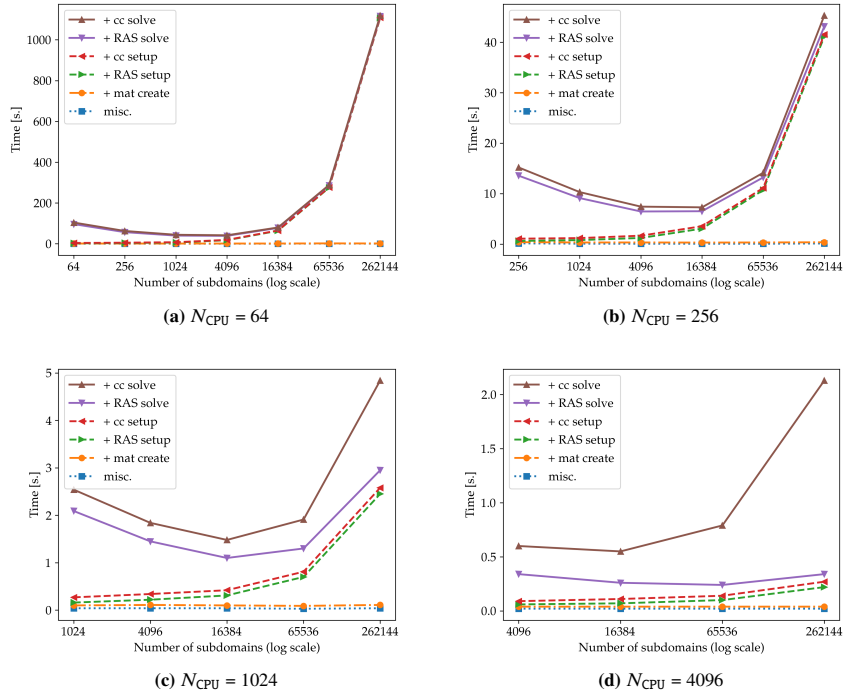 + cc solve
+ RAS solve
+ cc setup
+ RAS setup
+ mat create
misc.
Time [s.]
1000
800
600
400
200
0
64 256 1024 4096 16384 65536 262144
Number of subdomains (log scale)
(a) N_CPU = 64
+ cc solve
+ RAS solve
+ cc setup
+ RAS setup
+ mat create
misc.
Time [s.]
40
30
20
10
0
256 1024 4096 16384 65536 262144
Number of subdomains (log scale)
(b) N_CPU = 256
+ cc solve
+ RAS solve
+ cc setup
+ RAS setup
+ mat create
misc.
Time [s.]
5
4
3
2
1
0
1024 4096 16384 65536 262144
Number of subdomains (log scale)
(c) N_CPU = 1024
+ cc solve
+ RAS solve
+ cc setup
+ RAS setup
+ mat create
misc.
Time [s.]
2.0
1.5
1.0
0.5
0.0
4096 16384 65536 262144
Number of subdomains (log scale)
(d) N_CPU = 4096